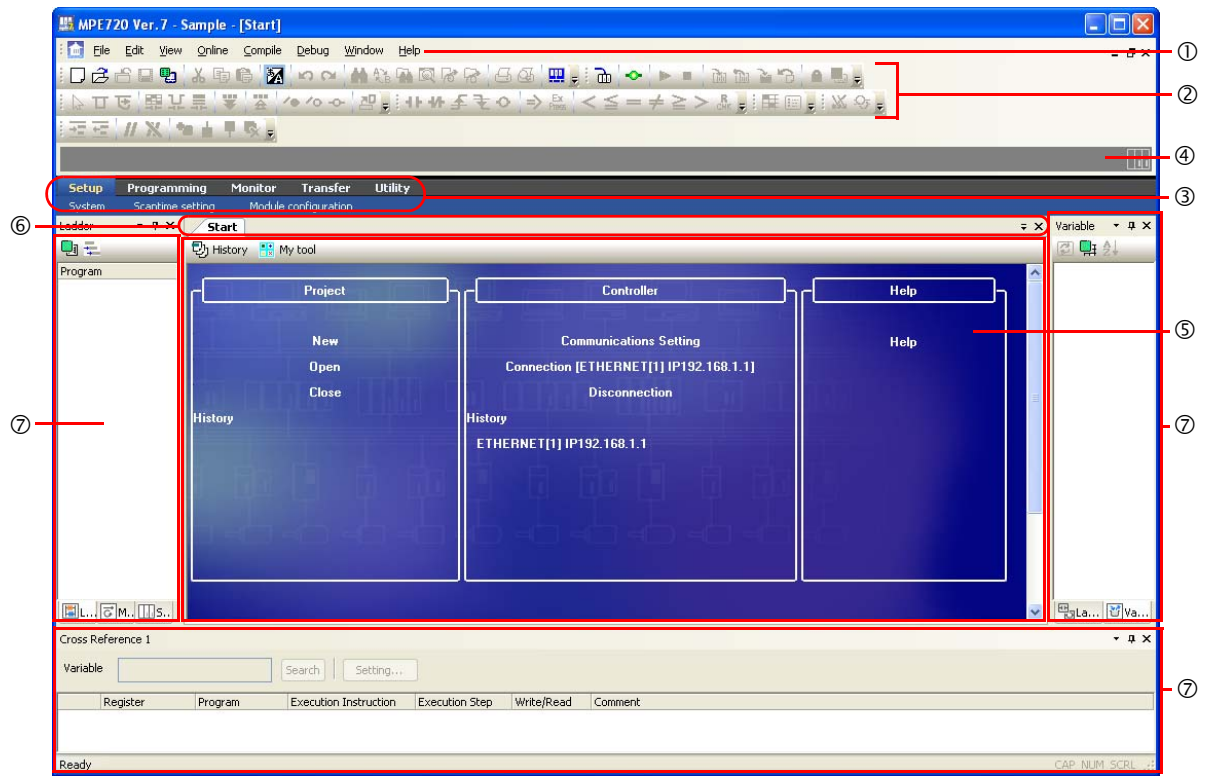 MPE720 Ver. 7 - Sample - [Start]
File Edit View Online Compile Debug Window Help
①
②
④
Setup Programming Monitor Transfer Utility
③
System Scantime setting Module configuration
⑥
Ladder
Start
Variable
History My tool
Program
Project
Controller
Help
⑤
New
Communications Setting
Help
Open
Connection [ETHERNET[1] IP192.168.1.1]
Close
Disconnection
History
History
⑦
⑦
ETHERNET[1] IP192.168.1.1
L... M.. S..
La... Va...
Cross Reference 1
Variable Search Setting...
⑦
Register Program Execution Instruction Execution Step Write/Read Comment
Ready
CAP NUM SCRL